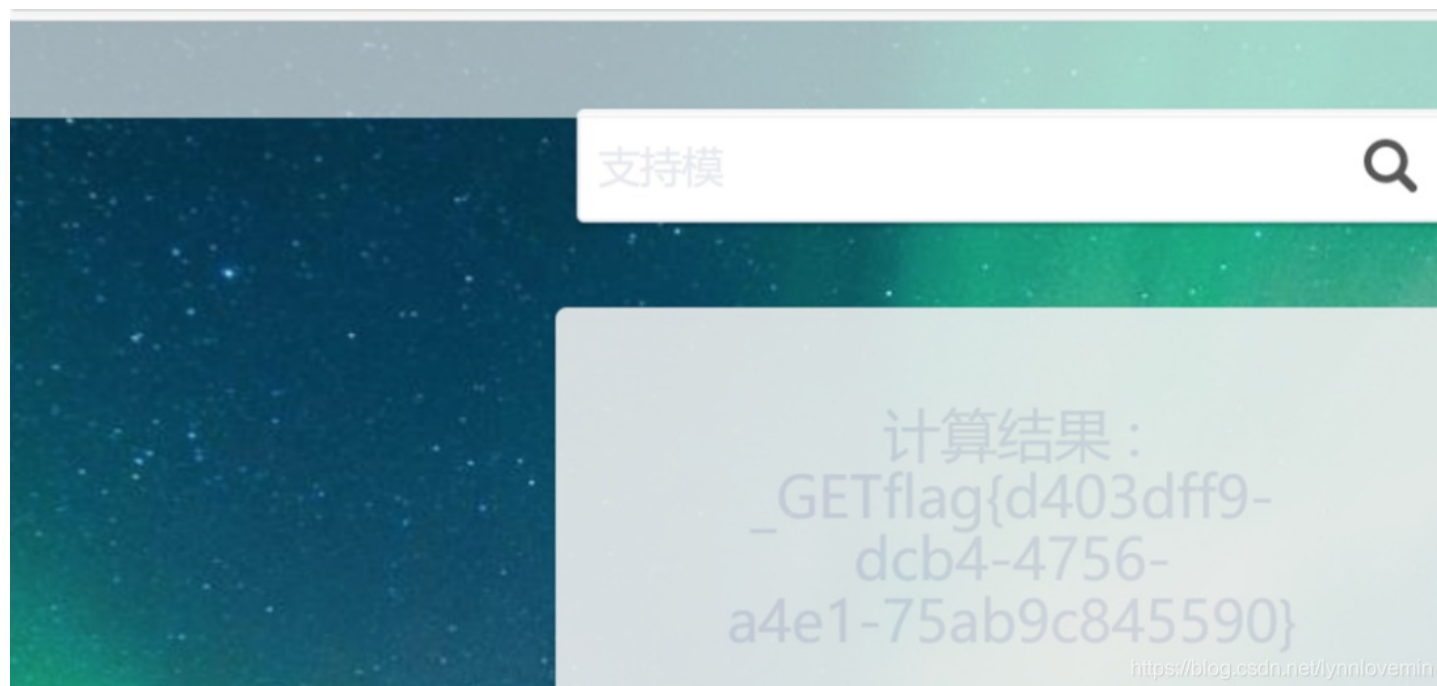 支持模
计算结果：
_GETflag{d403dff9-
dcb4-4756-
a4e1-75ab9c845590}
https://blog.csdn.net/lynnlovemin